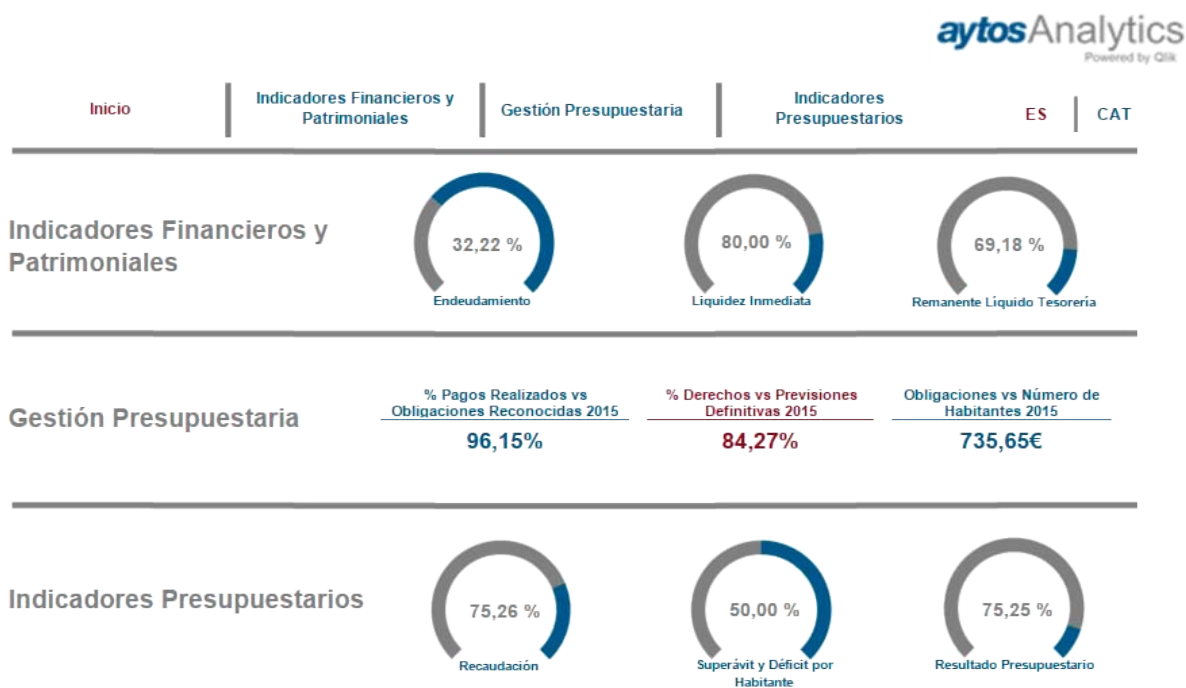 aytosAnalytics
Powered by Qlik
Inicio
Indicadores Financieros y
Patrimoniales
Gestión Presupuestaria
Indicadores
Presupuestarios
ES
CAT
Indicadores Financieros y
Patrimoniales
32,22 %
Endeudamiento
80,00 %
Liquidez Inmediata
69,18 %
Remanente Líquido Tesorería
Gestión Presupuestaria
% Pagos Realizados vs
Obligaciones Reconocidas 2015
96,15%
% Derechos vs Previsiones
Definitivas 2015
84,27%
Obligaciones vs Número de
Habitantes 2015
735,65€
Indicadores Presupuestarios
75,26 %
Recaudación
50,00 %
Superávit y Déficit por
Habitante
75,25 %
Resultado Presupuestario